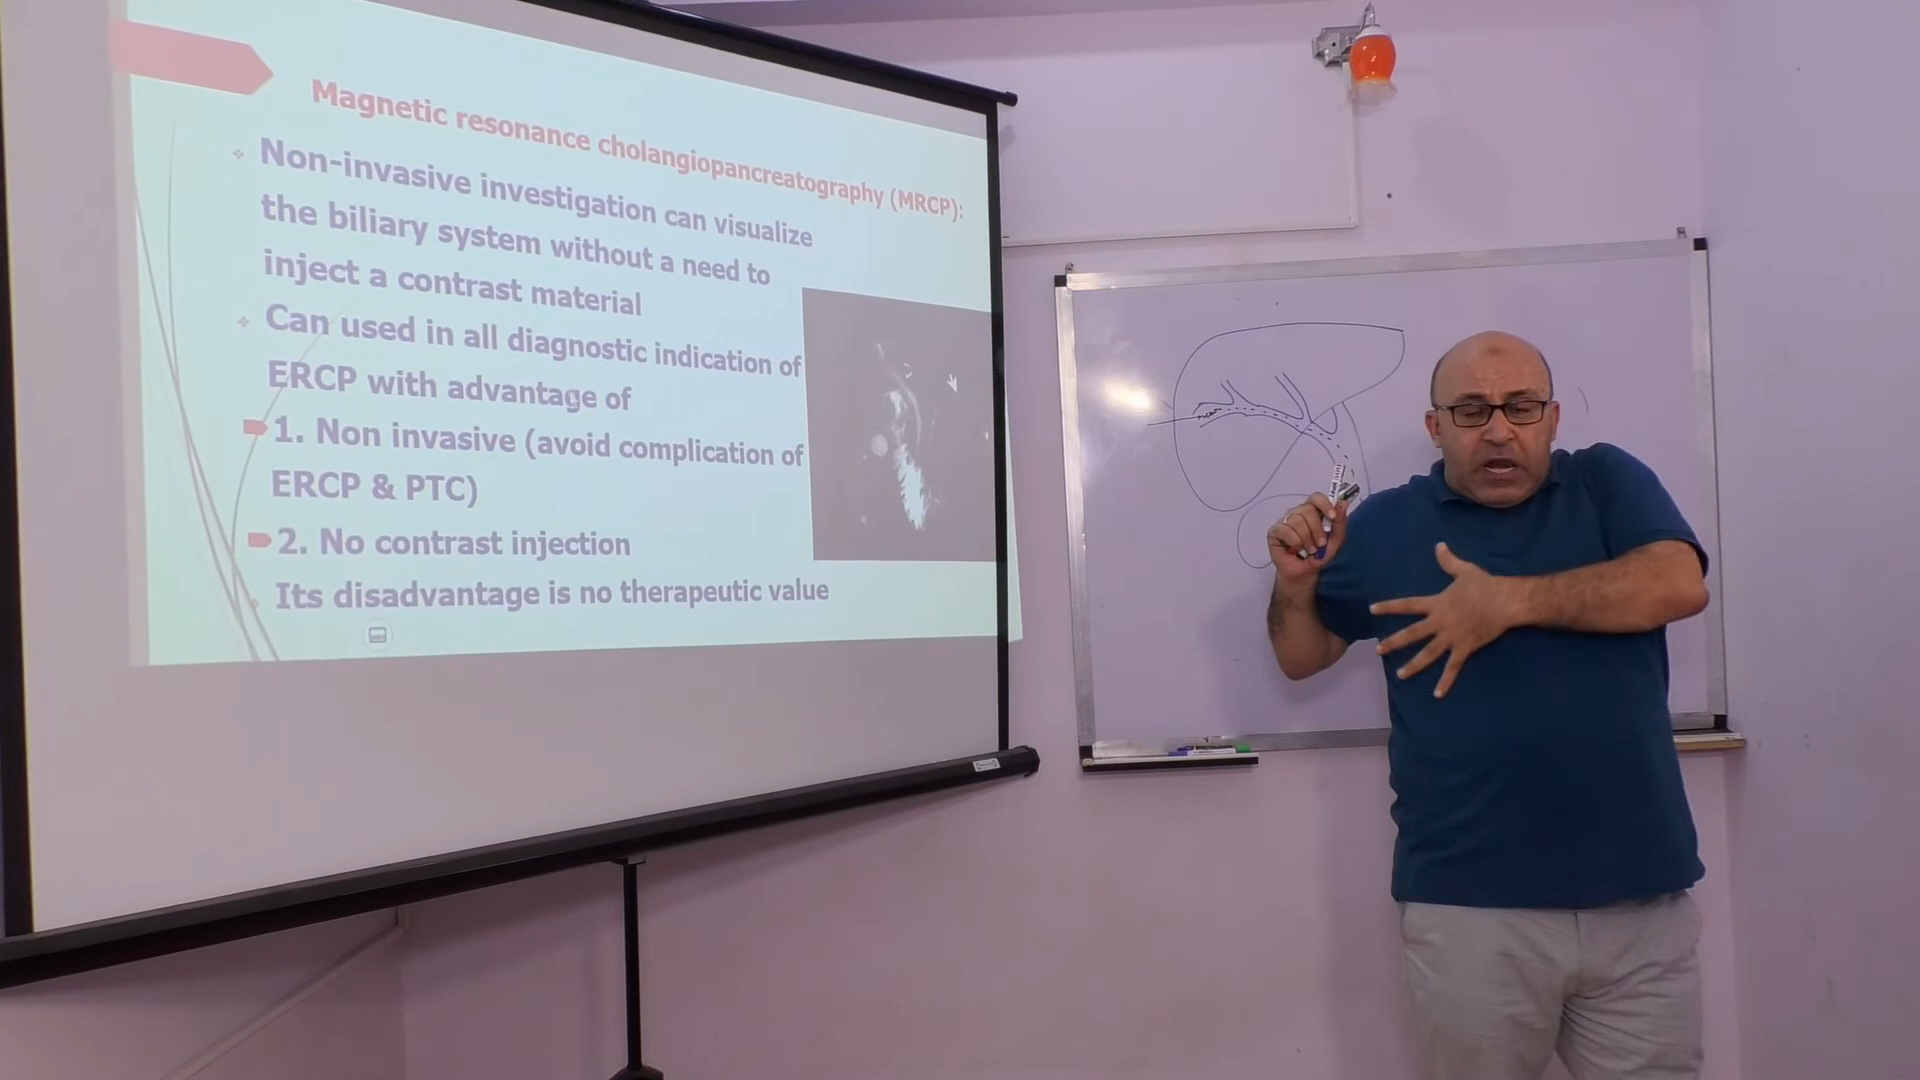 Magnetic resonance cholangiopancreatography (MRCP):
Non-invasive investigation can visualize
the biliary system without a need to
inject a contrast material
Can used in all diagnostic indication of
ERCP with advantage of
1. Non invasive (avoid complication of
ERCP & PTC)
2. No contrast injection
Its disadvantage is no therapeutic value